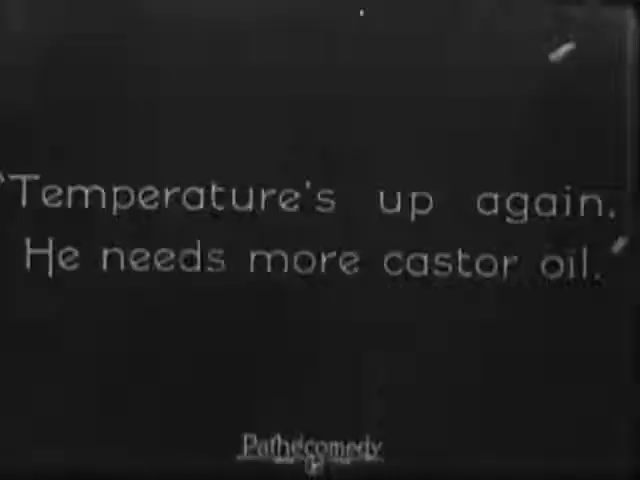 "Temperature's up again.
He needs more castor oil."
Pathécomedy